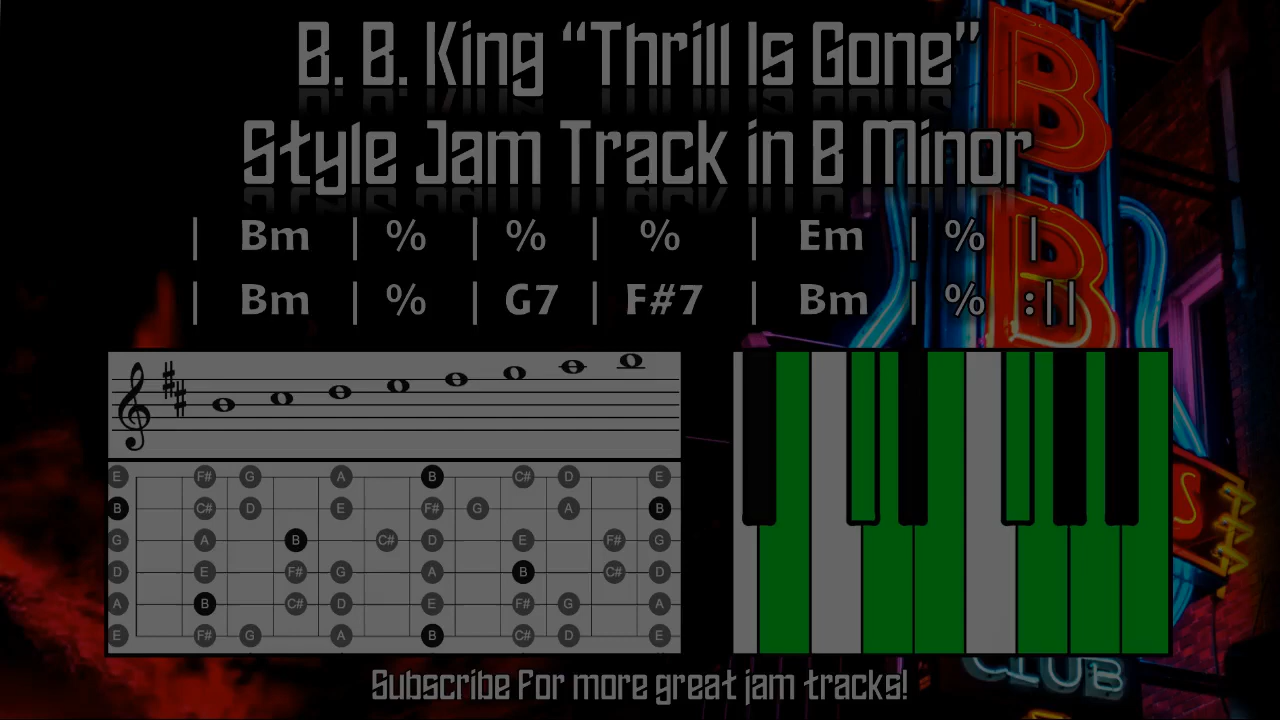 B. B. King “Thrill Is Gone”
Style Jam Track in B Minor
| Bm | % | % | % | Em | % |
| Bm | % | G7 | F#7 | Bm | % :||
E F# G A B C# D E
B C# D E F# G A B
G A B C# D E F# G
D E F# G A B C# D
A B C# D E F# G A
E F# G A B C# D E
B
B
S
CLUB
Subscribe For more great jam tracks!